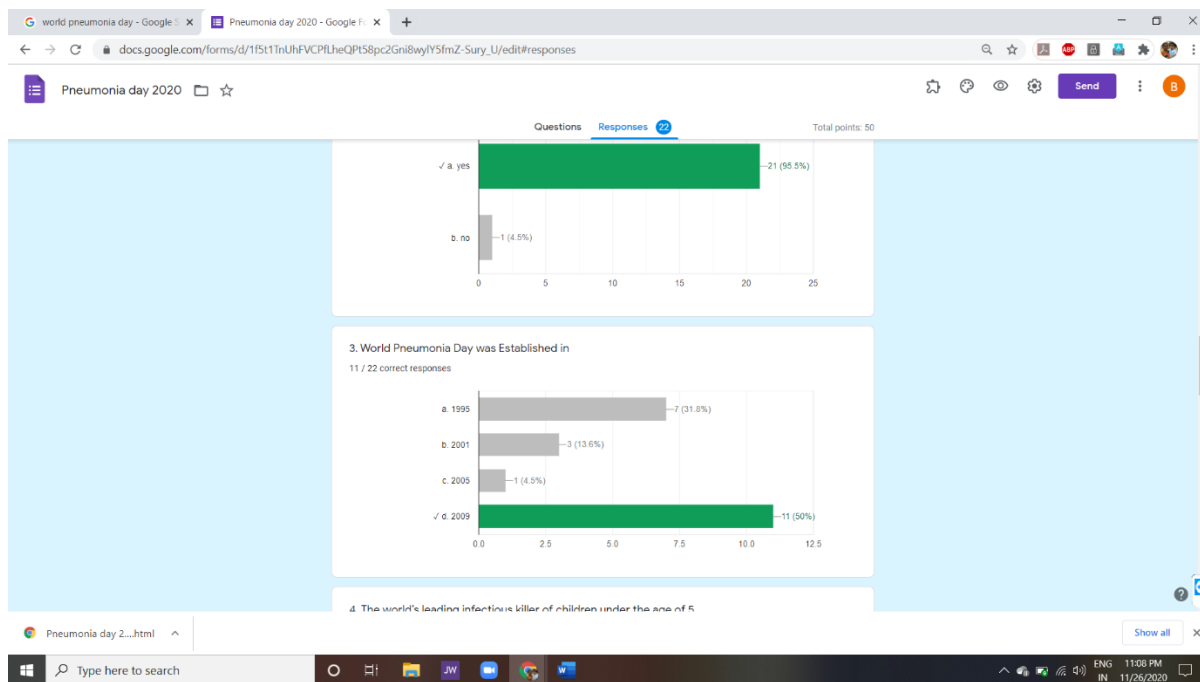 world pneumonia day - Google S
Pneumonia day 2020 - Google Fo
docs.google.com/forms/d/1f5t1TnUhFVCPfLheQPt58pc2Gni8wylY5fmZ-Sury_U/edit#responses
ABP
Pneumonia day 2020
Send
B
Questions Responses 22 Total points: 50
✓ a. yes 21 (95.5%)
b. no 1 (4.5%)
0 5 10 15 20 25
3. World Pneumonia Day was Established in
11 / 22 correct responses
a. 1995 7 (31.8%)
b. 2001 3 (13.6%)
c. 2005 1 (4.5%)
✓ d. 2009 11 (50%)
0.0 2.5 5.0 7.5 10.0 12.5
4. The world's leading infectious killer of children under the age of 5
Pneumonia day 2....html Show all
Type here to search JW W ENG 11:08 PM
IN 11/26/2020